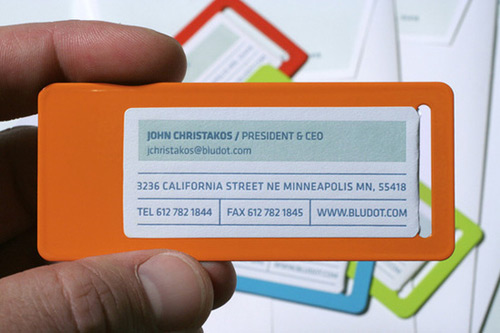 JOHN CHRISTAKOS / PRESIDENT & CEO
jchristakos@bludot.com
3236 CALIFORNIA STREET NE MINNEAPOLIS MN, 55418
TEL 612 782 1844 FAX 612 782 1845 WWW.BLUDOT.COM